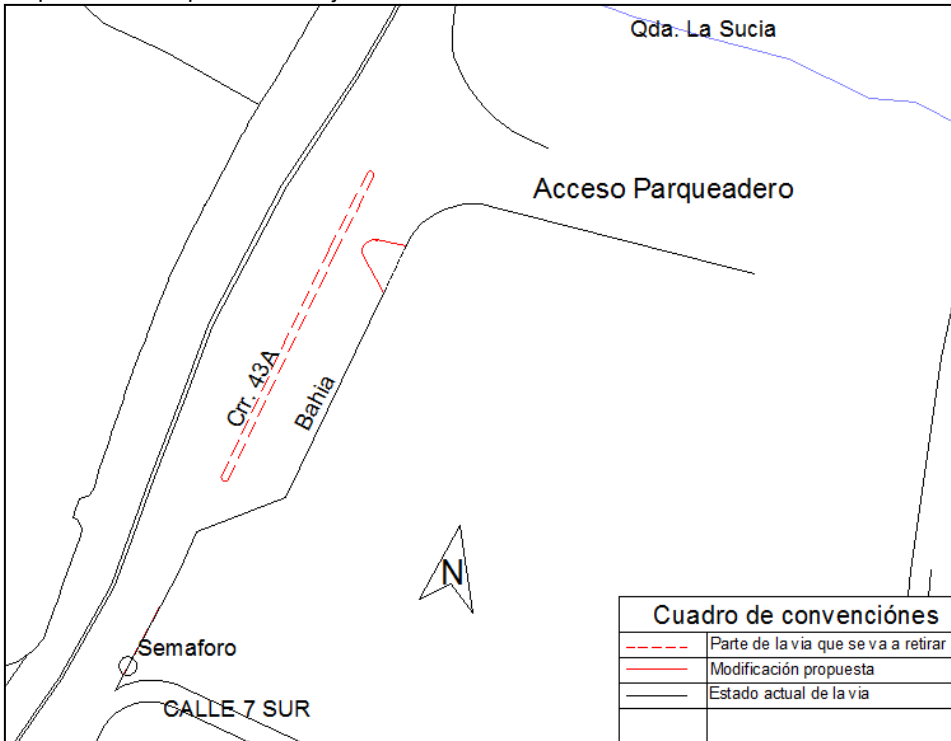 Qda. La Sucia
Acceso Parqueadero
Crr. 43A
Bahia
N
Semaforo
CALLE 7 SUR
Cuadro de convenciónes
Parte de la via que se va a retirar
Modificación propuesta
Estado actual de la via